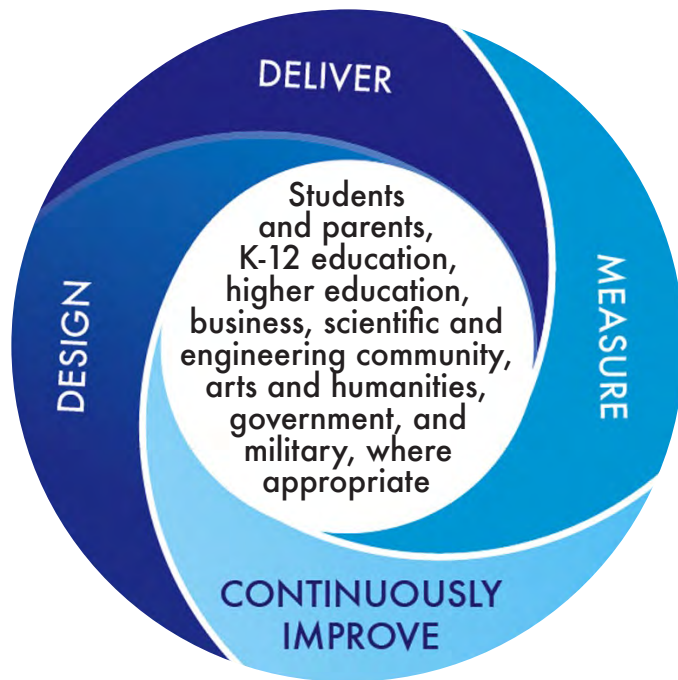 DELIVER
Students
and parents,
K-12 education,
higher education,
business, scientific and
engineering community,
arts and humanities,
government, and
military, where
appropriate
DESIGN
MEASURE
CONTINUOUSLY
IMPROVE